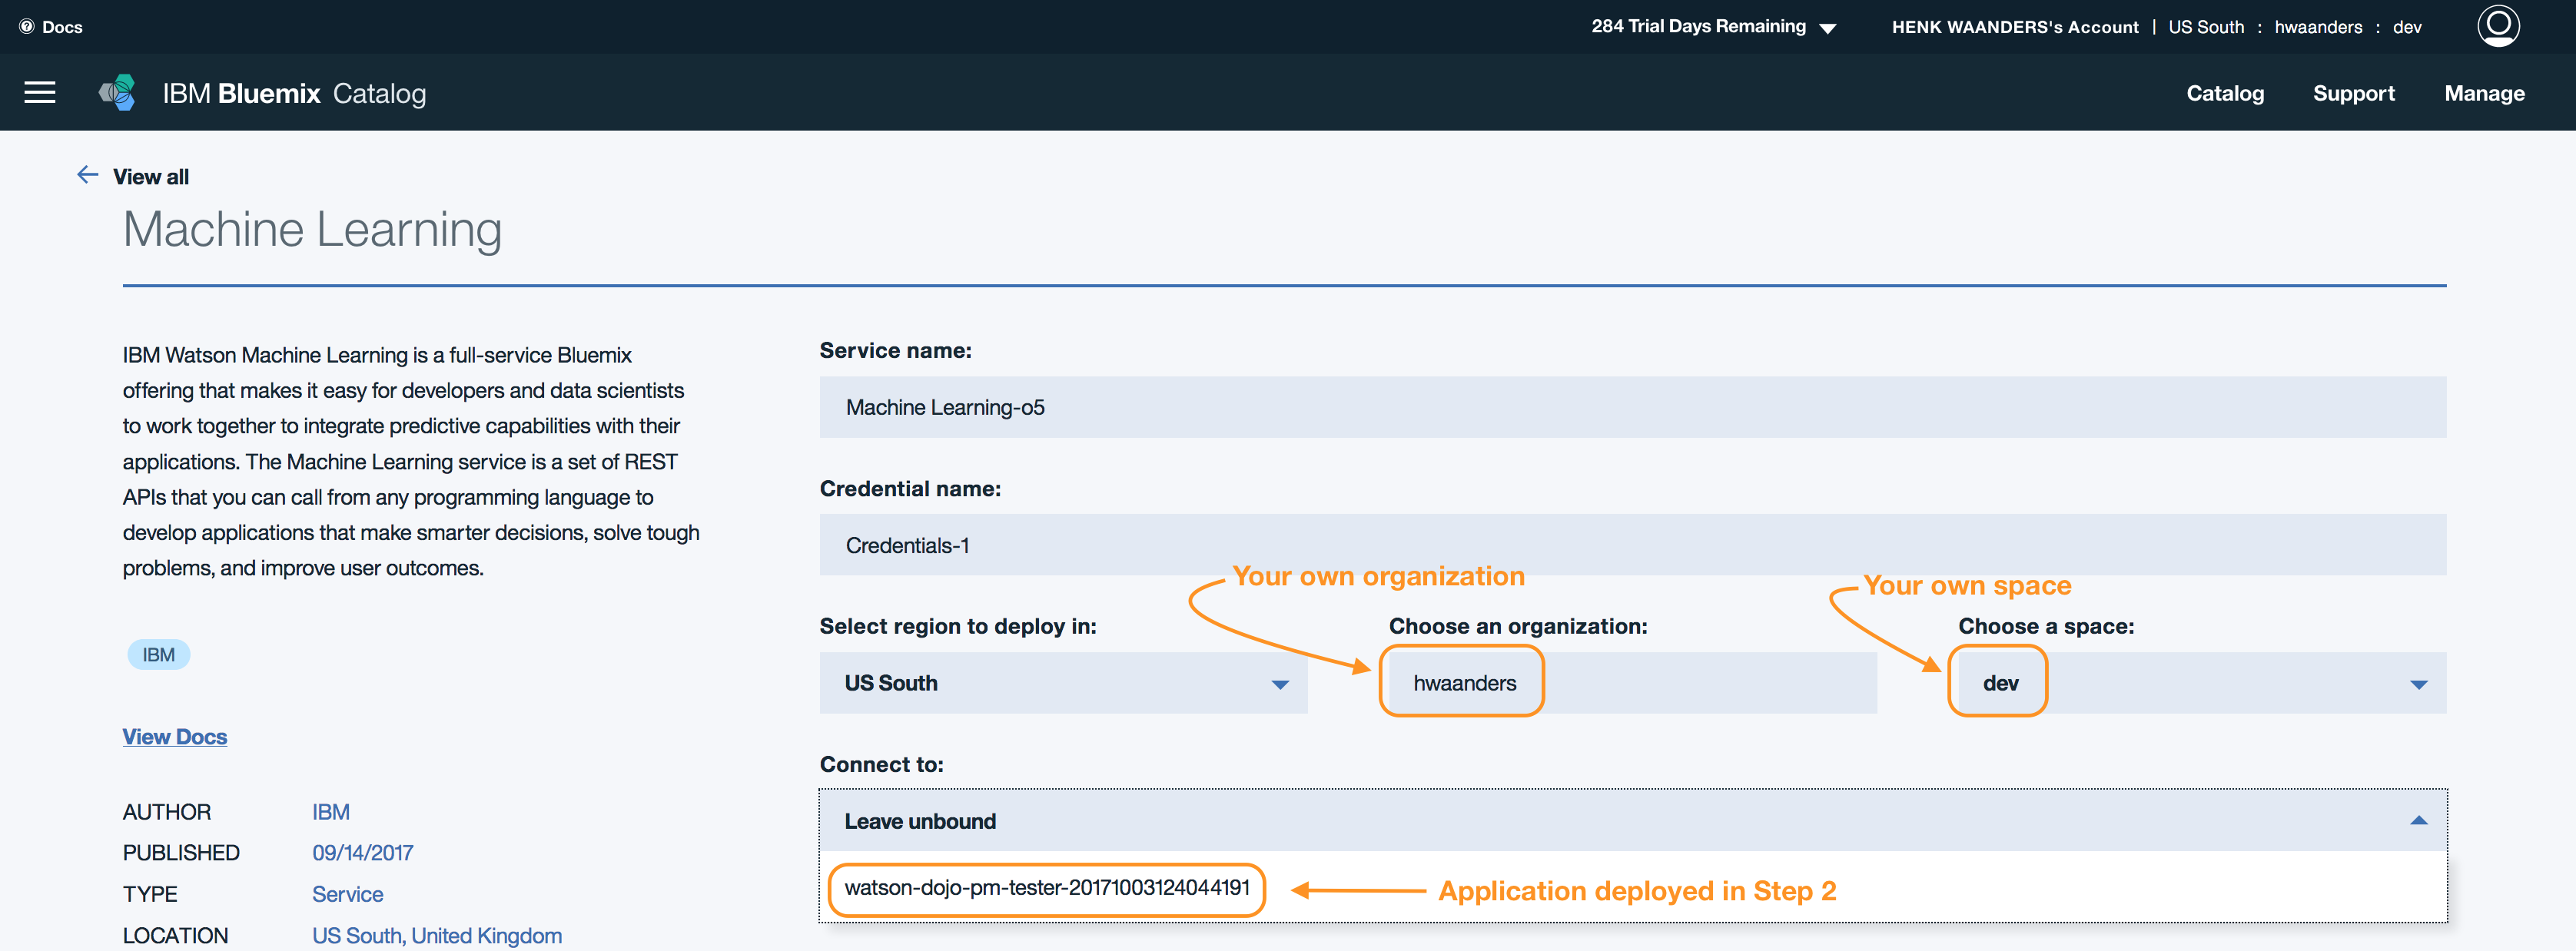 Docs
284 Trial Days Remaining
HENK WAANDERS's Account | US South : hwaanders : dev
IBM Bluemix Catalog
Catalog Support Manage
View all
Machine Learning
IBM Watson Machine Learning is a full-service Bluemix
offering that makes it easy for developers and data scientists
to work together to integrate predictive capabilities with their
applications. The Machine Learning service is a set of REST
APIs that you can call from any programming language to
develop applications that make smarter decisions, solve tough
problems, and improve user outcomes.
IBM
View Docs
AUTHOR IBM
PUBLISHED 09/14/2017
TYPE Service
LOCATION US South, United Kingdom
Service name:
Machine Learning-o5
Credential name:
Credentials-1
Your own organization
Your own space
Select region to deploy in:
US South
Choose an organization:
hwaanders
Choose a space:
dev
Connect to:
Leave unbound
watson-dojo-pm-tester-20171003124044191
Application deployed in Step 2